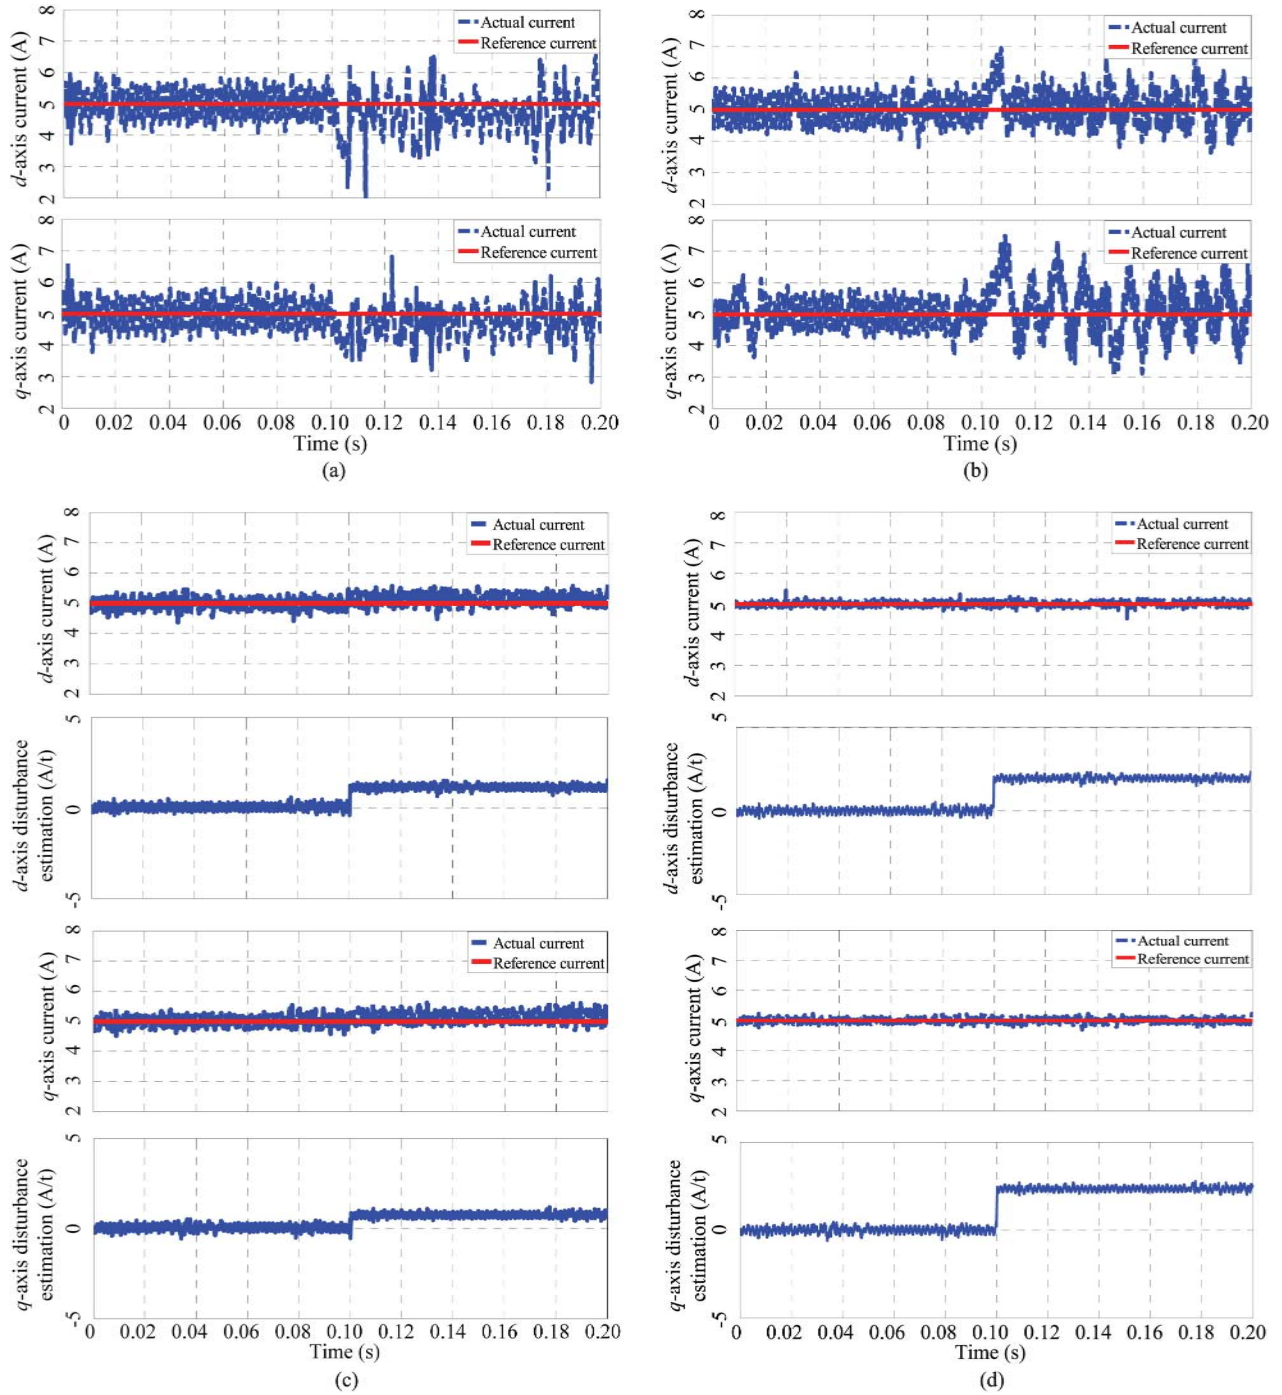 d-axis current (A)
8
7
6
5
4
3
2
Actual current
Reference current
q-axis current (A)
8
7
6
5
4
3
2
Actual current
Reference current
0 0.02 0.04 0.06 0.08 0.10 0.12 0.14 0.16 0.18 0.20
Time (s)
(a)
d-axis current (A)
8
7
6
5
4
3
2
Actual current
Reference current
q-axis current (A)
8
7
6
5
4
3
2
Actual current
Reference current
0 0.02 0.04 0.06 0.08 0.10 0.12 0.14 0.16 0.18 0.20
Time (s)
(b)
d-axis current (A)
8
7
6
5
4
3
2
Actual current
Reference current
d-axis disturbance
estimation (A/t)
5
0
-5
q-axis current (A)
8
7
6
5
4
3
2
Actual current
Reference current
q-axis disturbance
estimation (A/t)
5
0
-5
0 0.02 0.04 0.06 0.08 0.10 0.12 0.14 0.16 0.18 0.20
Time (s)
(c)
d-axis current (A)
8
7
6
5
4
3
2
Actual current
Reference current
d-axis disturbance
estimation (A/t)
5
0
-5
q-axis current (A)
8
7
6
5
4
3
2
Actual current
Reference current
q-axis disturbance
estimation (A/t)
5
0
-5
0 0.02 0.04 0.06 0.08 0.10 0.12 0.14 0.16 0.18 0.20
Time (s)
(d)